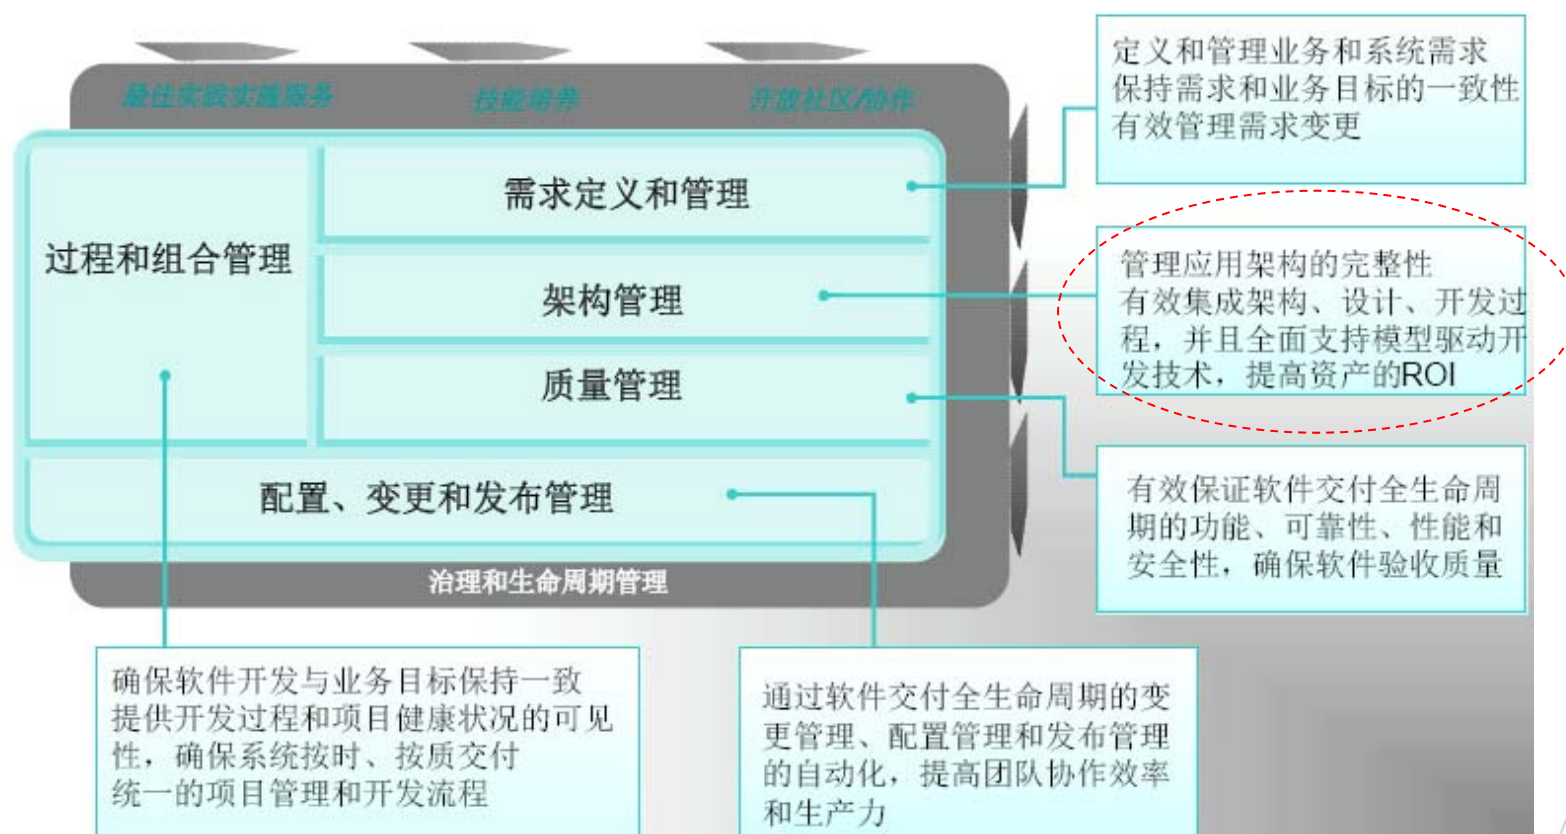 最佳实践实施服务
技能培养
开放社区/协作
定义和管理业务和系统需求
保持需求和业务目标的一致性
有效管理需求变更
需求定义和管理
过程和组合管理
架构管理
管理应用架构的完整性
有效集成架构、设计、开发过
程，并且全面支持模型驱动开
发技术，提高资产的ROI
质量管理
有效保证软件交付全生命周
期的功能、可靠性、性能和
安全性，确保软件验收质量
配置、变更和发布管理
治理和生命周期管理
确保软件开发与业务目标保持一致
提供开发过程和项目健康状况的可见
性，确保系统按时、按质交付
统一的项目管理和开发流程
通过软件交付全生命周期的变
更管理、配置管理和发布管理
的自动化，提高团队协作效率
和生产力